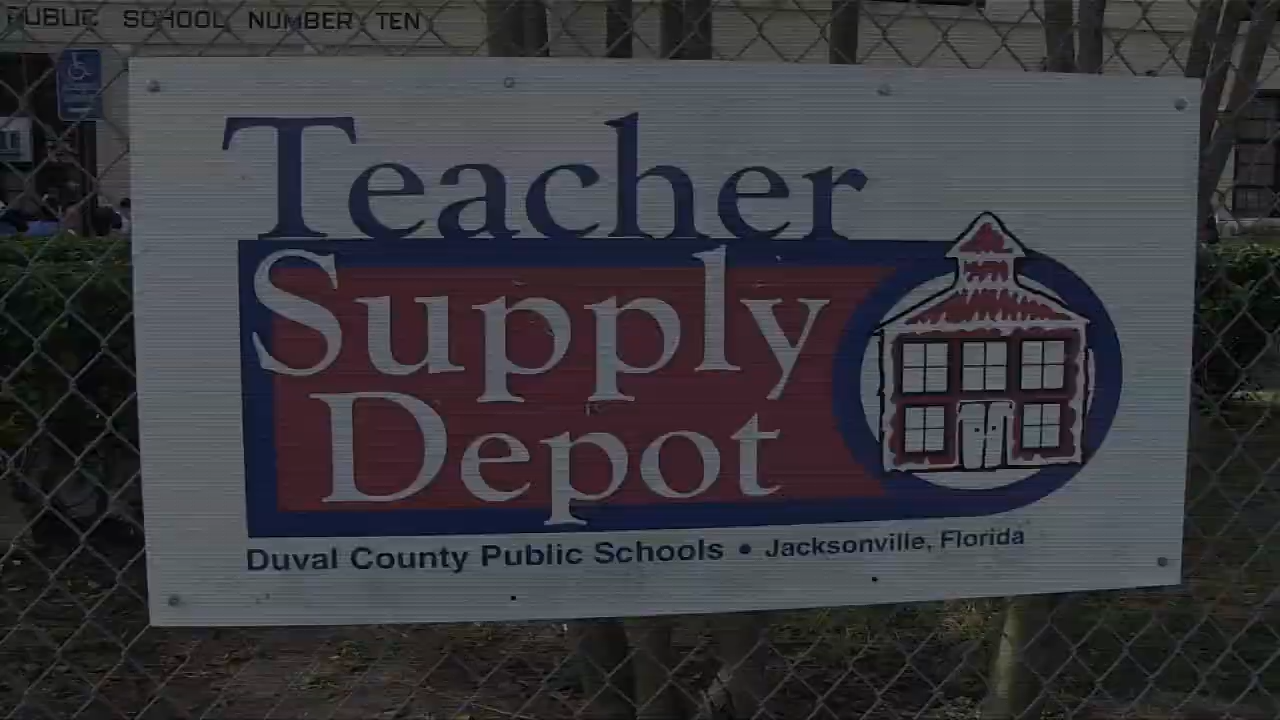 PUBLIC SCHOOL NUMBER TEN
Teacher
Supply
Depot
Duval County Public Schools • Jacksonville, Florida